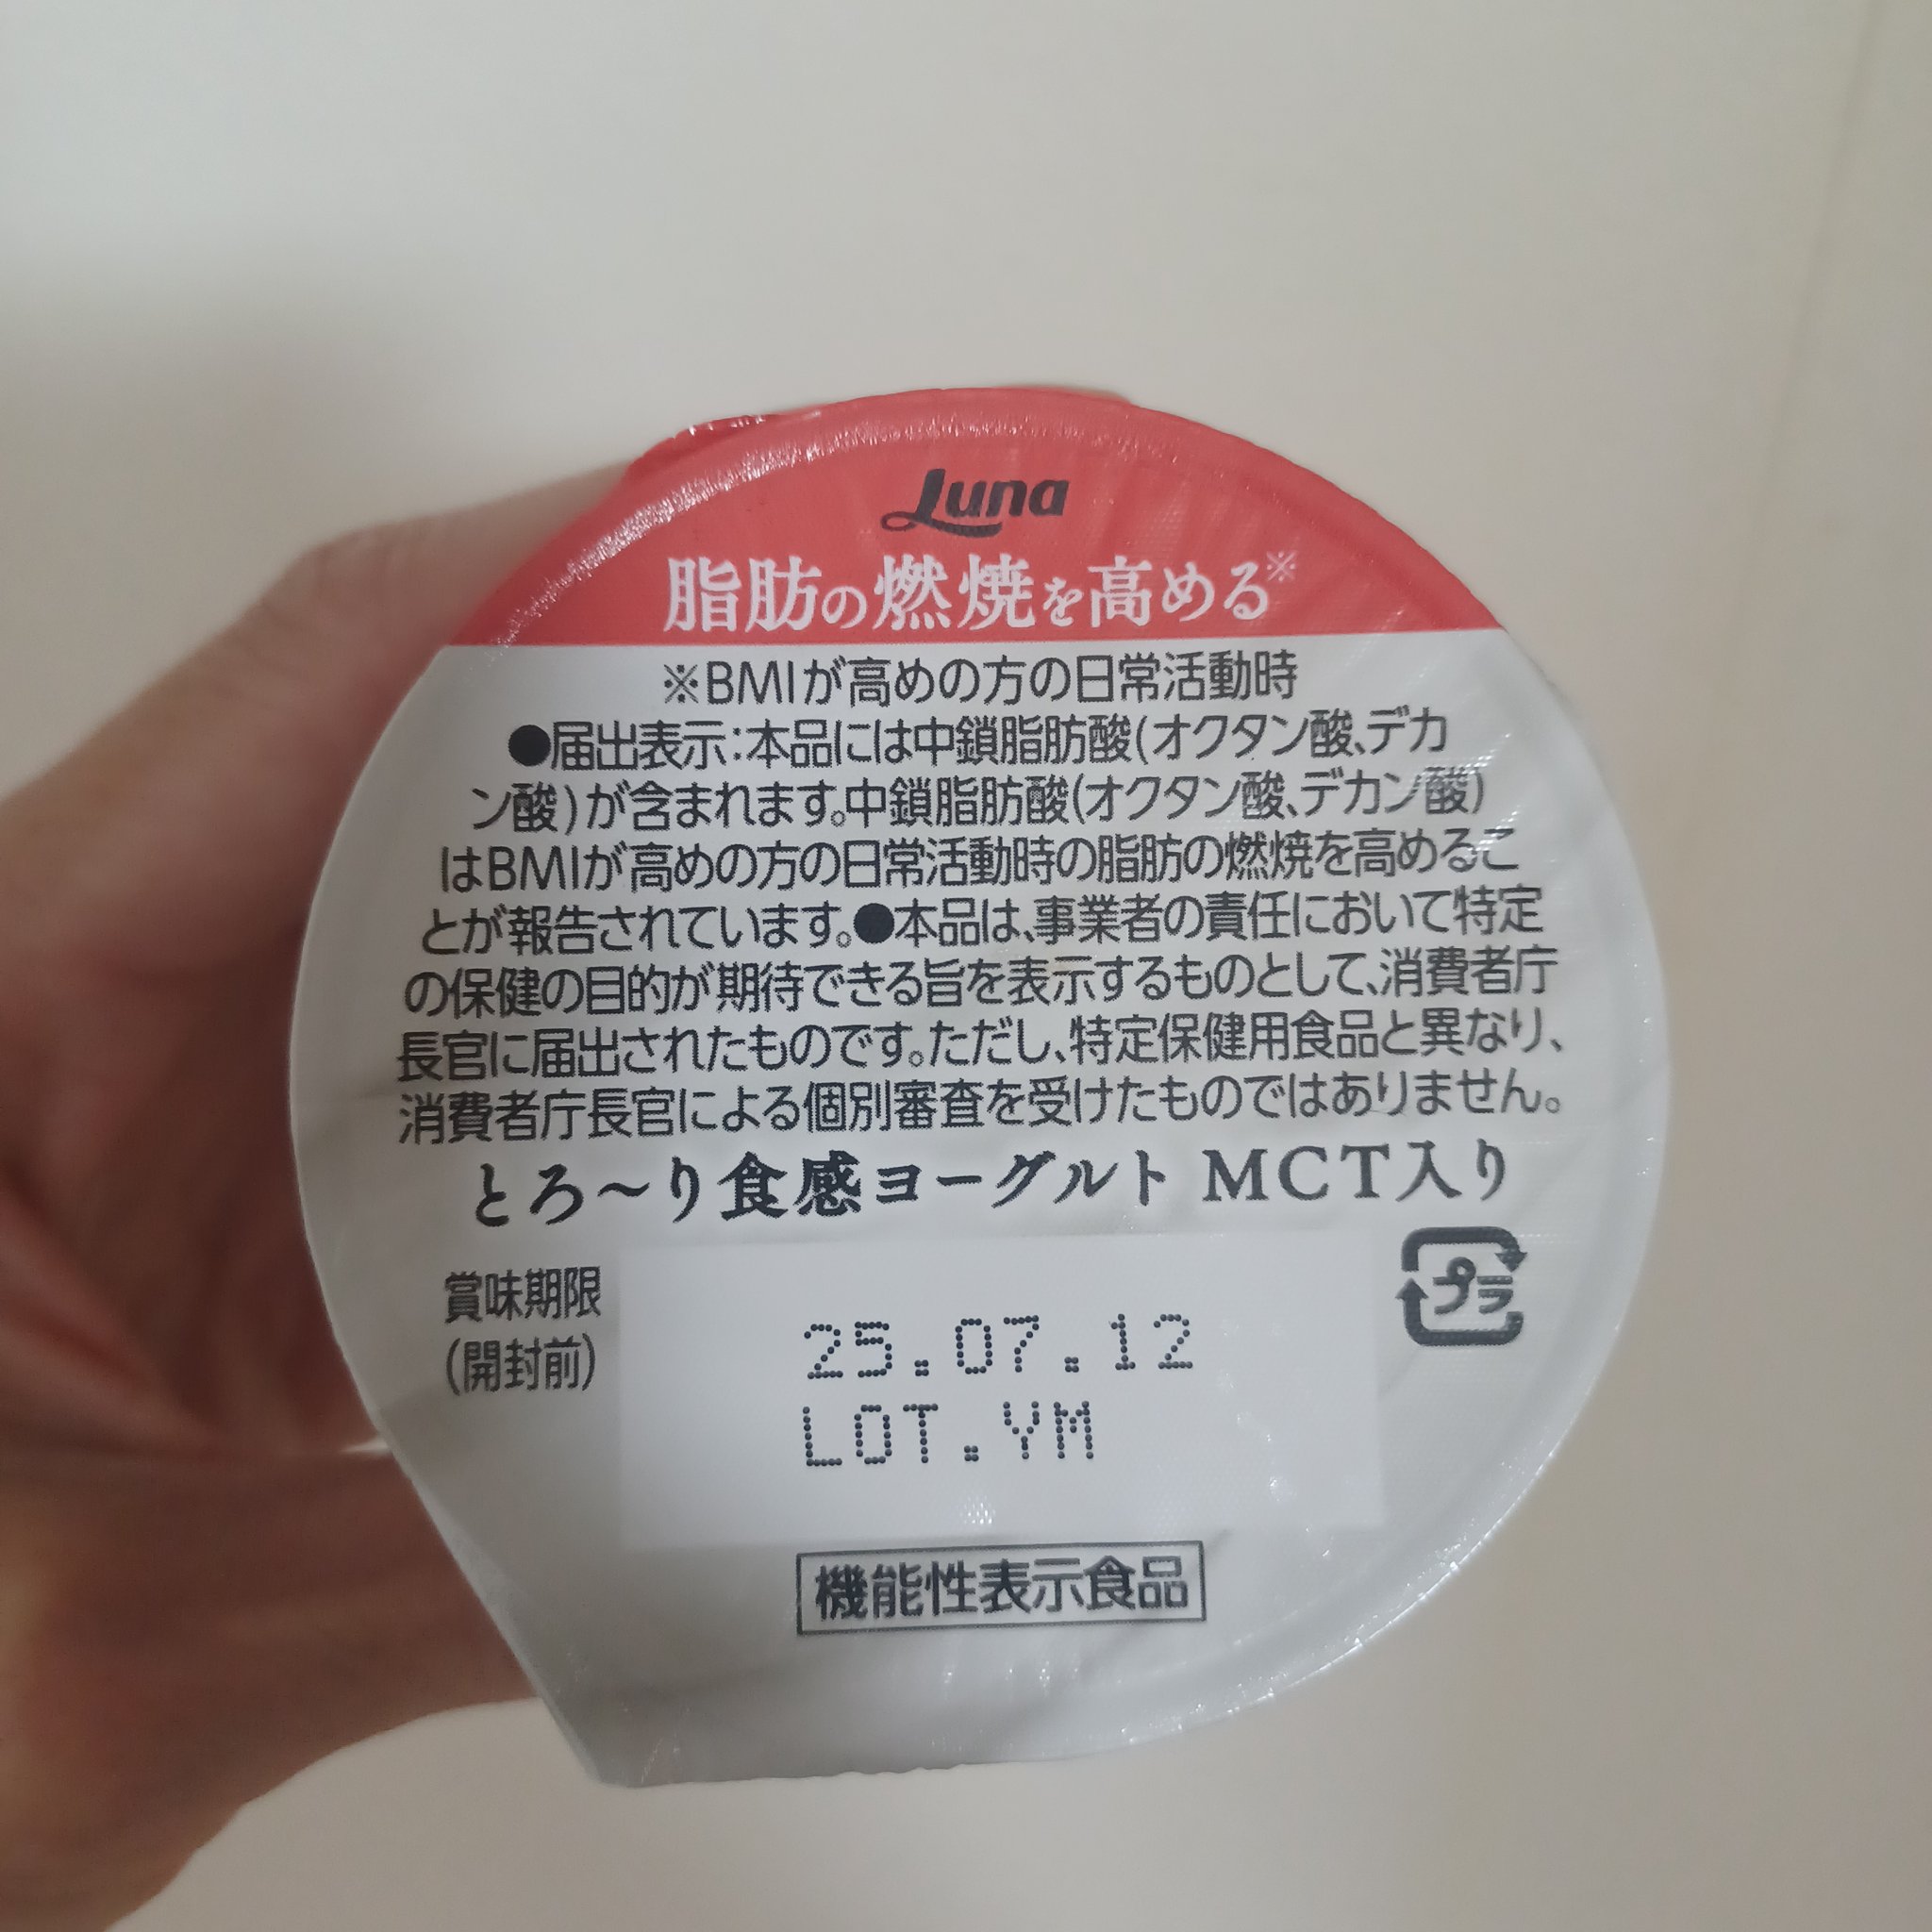 Luna
脂肪の燃焼を高める※
※BMIが高めの方の日常活動時
●届出表示:本品には中鎖脂肪酸(オクタン酸、デカ
ン酸)が含まれます。中鎖脂肪酸(オクタン酸、デカン酸)
はBMIが高めの方の日常活動時の脂肪の燃焼を高めるこ
とが報告されています。●本品は、事業者の責任において特定
の保健の目的が期待できる旨を表示するものとして、消費者庁
長官に届出されたものです。ただし、特定保健用食品と異なり、
消費者庁長官による個別審査を受けたものではありません。
とろ〜り食感ヨーグルト MCT入り
賞味期限
(開封前)
25.07.12
LOT.YM
プラ
機能性表示食品